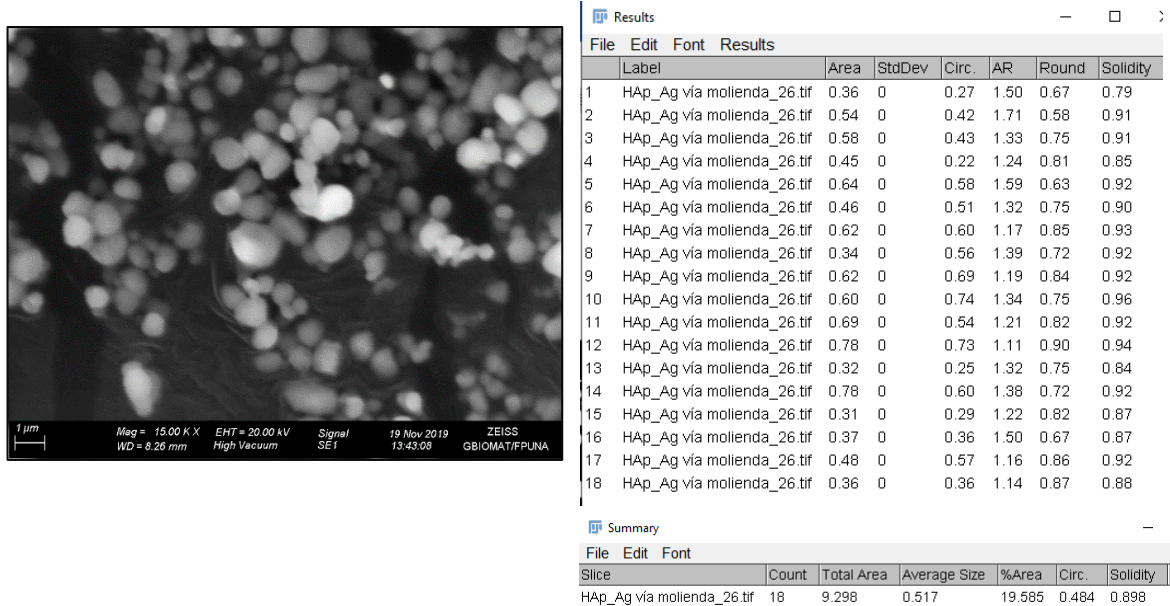 1 µm
Mag = 15.00 K X EHT = 20.00 kV Signal 19 Nov 2019 ZEISS
WD = 8.26 mm High Vacuum SE1 13:43:08 GBIOMAT/FPUNA
Results
File Edit Font Results
Label Area StdDev Circ. AR Round Solidity
1 HAp_Ag vía molienda_26.tif 0.36 0 0.27 1.50 0.67 0.79
2 HAp_Ag vía molienda_26.tif 0.54 0 0.42 1.71 0.58 0.91
3 HAp_Ag vía molienda_26.tif 0.58 0 0.43 1.33 0.75 0.91
4 HAp_Ag vía molienda_26.tif 0.45 0 0.22 1.24 0.81 0.85
5 HAp_Ag vía molienda_26.tif 0.64 0 0.58 1.59 0.63 0.92
6 HAp_Ag vía molienda_26.tif 0.46 0 0.51 1.32 0.75 0.90
7 HAp_Ag vía molienda_26.tif 0.62 0 0.60 1.17 0.85 0.93
8 HAp_Ag vía molienda_26.tif 0.34 0 0.56 1.39 0.72 0.92
9 HAp_Ag vía molienda_26.tif 0.62 0 0.69 1.19 0.84 0.92
10 HAp_Ag vía molienda_26.tif 0.60 0 0.74 1.34 0.75 0.96
11 HAp_Ag vía molienda_26.tif 0.69 0 0.54 1.21 0.82 0.92
12 HAp_Ag vía molienda_26.tif 0.78 0 0.73 1.11 0.90 0.94
13 HAp_Ag vía molienda_26.tif 0.32 0 0.25 1.32 0.75 0.84
14 HAp_Ag vía molienda_26.tif 0.78 0 0.60 1.38 0.72 0.92
15 HAp_Ag vía molienda_26.tif 0.31 0 0.29 1.22 0.82 0.87
16 HAp_Ag vía molienda_26.tif 0.37 0 0.36 1.50 0.67 0.87
17 HAp_Ag vía molienda_26.tif 0.48 0 0.57 1.16 0.86 0.92
18 HAp_Ag vía molienda_26.tif 0.36 0 0.36 1.14 0.87 0.88
Summary
File Edit Font
Slice Count Total Area Average Size %Area Circ. Solidity
HAp_Ag vía molienda_26.tif 18 9.298 0.517 19.585 0.484 0.898